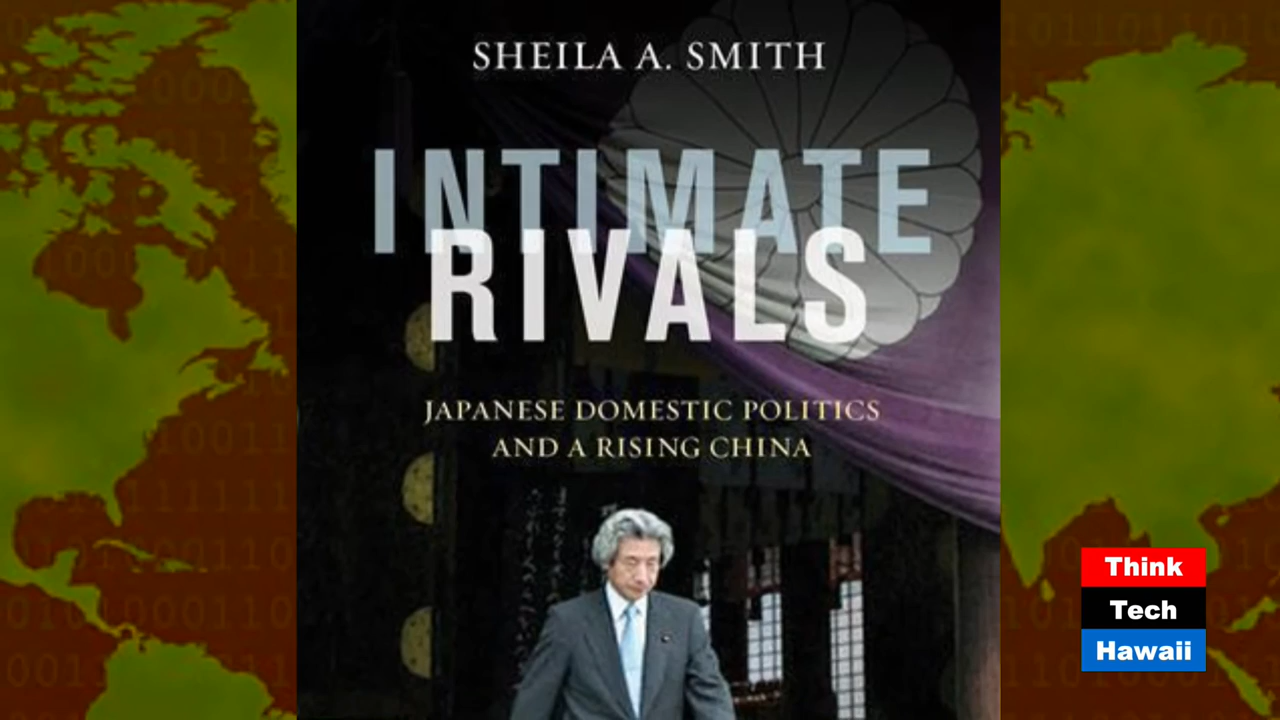 SHEILA A. SMITH
INTIMATE
RIVALS
JAPANESE DOMESTIC POLITICS
AND A RISING CHINA
Think
Tech
Hawaii